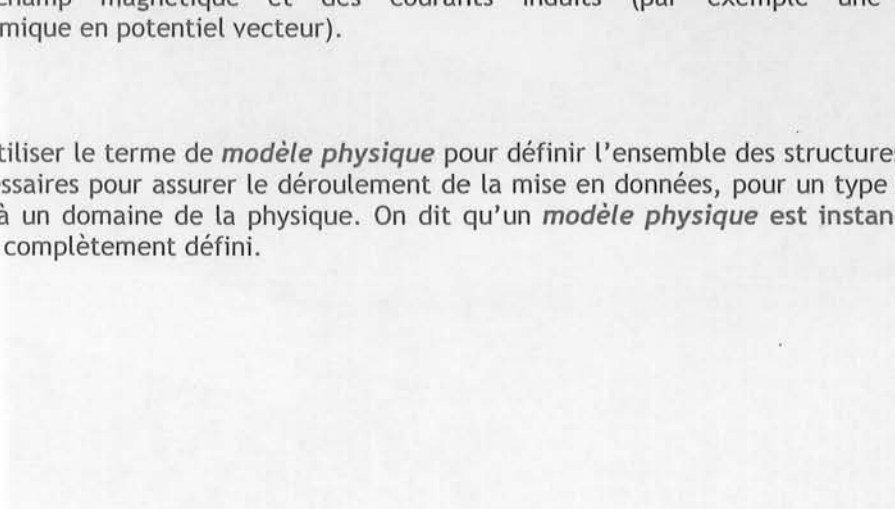 champ magnétique et des courants induits (par exemple une
mique en potentiel vecteur).
tiliser le terme de modèle physique pour définir l'ensemble des structure
ssaires pour assurer le déroulement de la mise en données, pour un type
à un domaine de la physique. On dit qu'un modèle physique est instan
complètement défini.